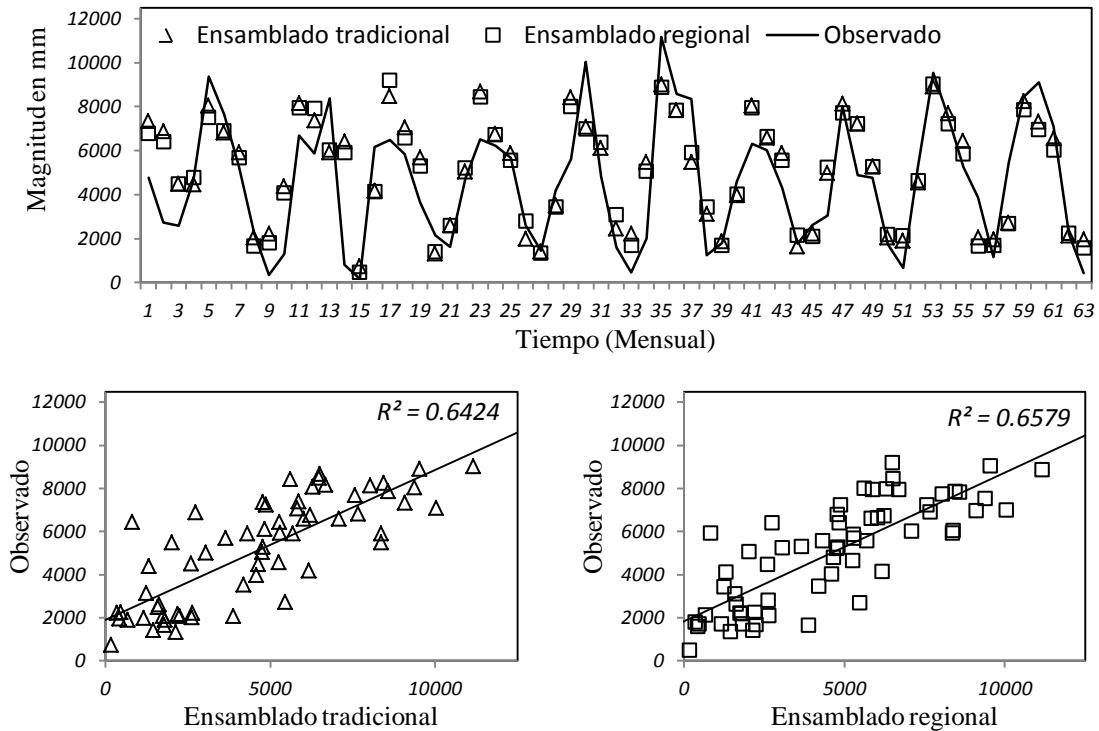 12000
10000
8000
6000
4000
2000
0
Magnitud en mm
Ensamblado tradicional Ensamblado regional Observado
1 3 5 7 9 11 13 15 17 19 21 23 25 27 29 31 33 35 37 39 41 43 45 47 49 51 53 55 57 59 61 63
Tiempo (Mensual)
12000
10000
8000
6000
4000
2000
0
Observado
R² = 0.6424
0 5000 10000
Ensamblado tradicional
12000
10000
8000
6000
4000
2000
0
Observado
R² = 0.6579
0 5000 10000
Ensamblado regional